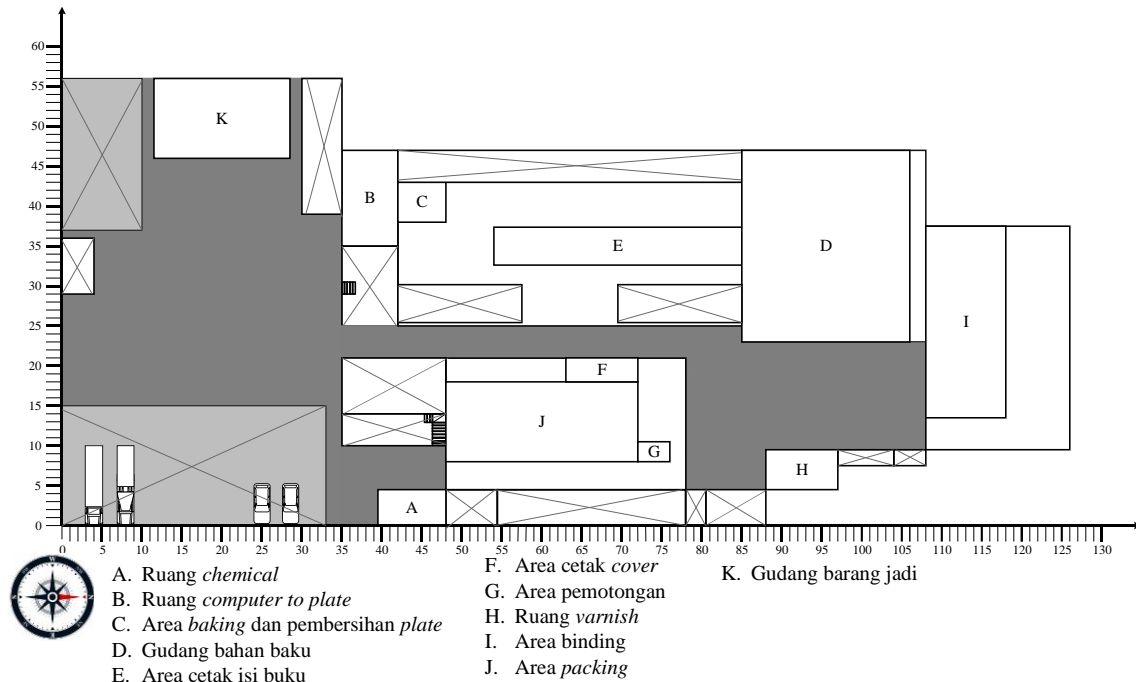 60
55
50
45
40
35
30
25
20
15
10
5
0
K
B
C
E
D
I
F
J
G
H
A
0 5 10 15 20 25 30 35 40 45 50 55 60 65 70 75 80 85 90 95 100 105 110 115 120 125 130
A. Ruang chemical
B. Ruang computer to plate
C. Area baking dan pembersihan plate
D. Gudang bahan baku
E. Area cetak isi buku
F. Area cetak cover
G. Area pemotongan
H. Ruang varnish
I. Area binding
J. Area packing
K. Gudang barang jadi